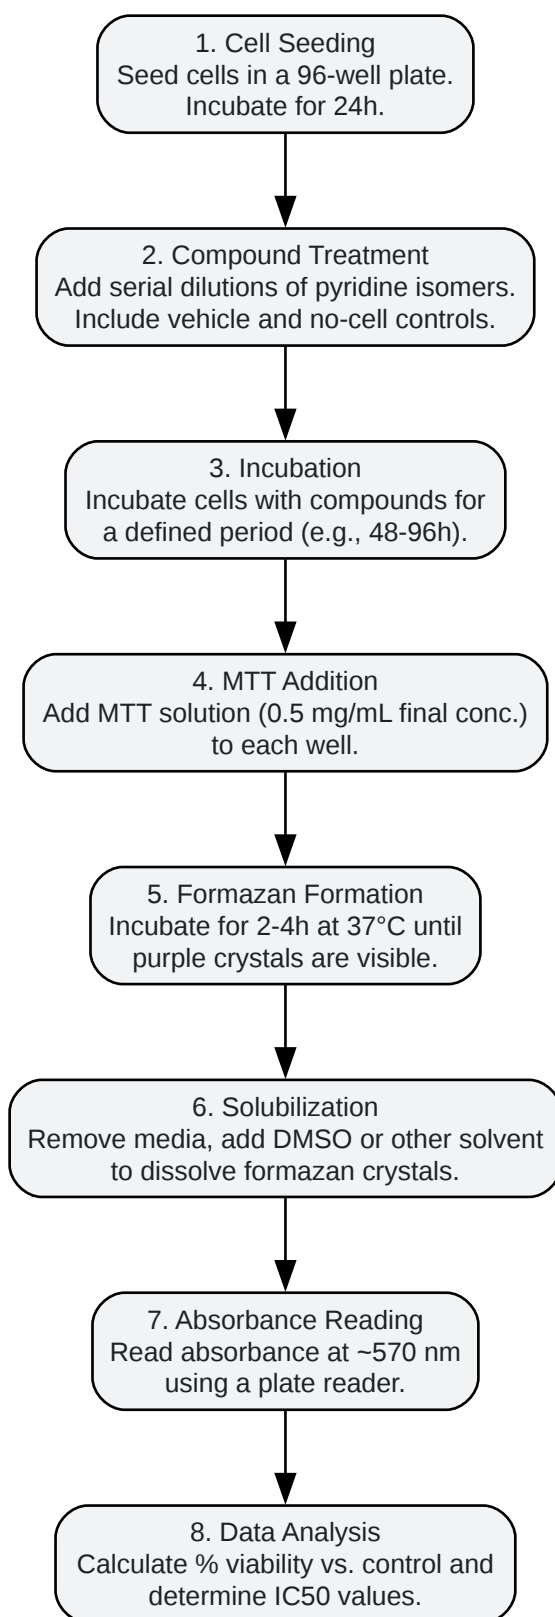 1. Cell Seeding
Seed cells in a 96-well plate.
Incubate for 24h.
2. Compound Treatment
Add serial dilutions of pyridine isomers.
Include vehicle and no-cell controls.
3. Incubation
Incubate cells with compounds for
a defined period (e.g., 48-96h).
4. MTT Addition
Add MTT solution (0.5 mg/mL final conc.)
to each well.
5. Formazan Formation
Incubate for 2-4h at 37°C until
purple crystals are visible.
6. Solubilization
Remove media, add DMSO or other solvent
to dissolve formazan crystals.
7. Absorbance Reading
Read absorbance at ~570 nm
using a plate reader.
8. Data Analysis
Calculate % viability vs. control and
determine IC50 values.